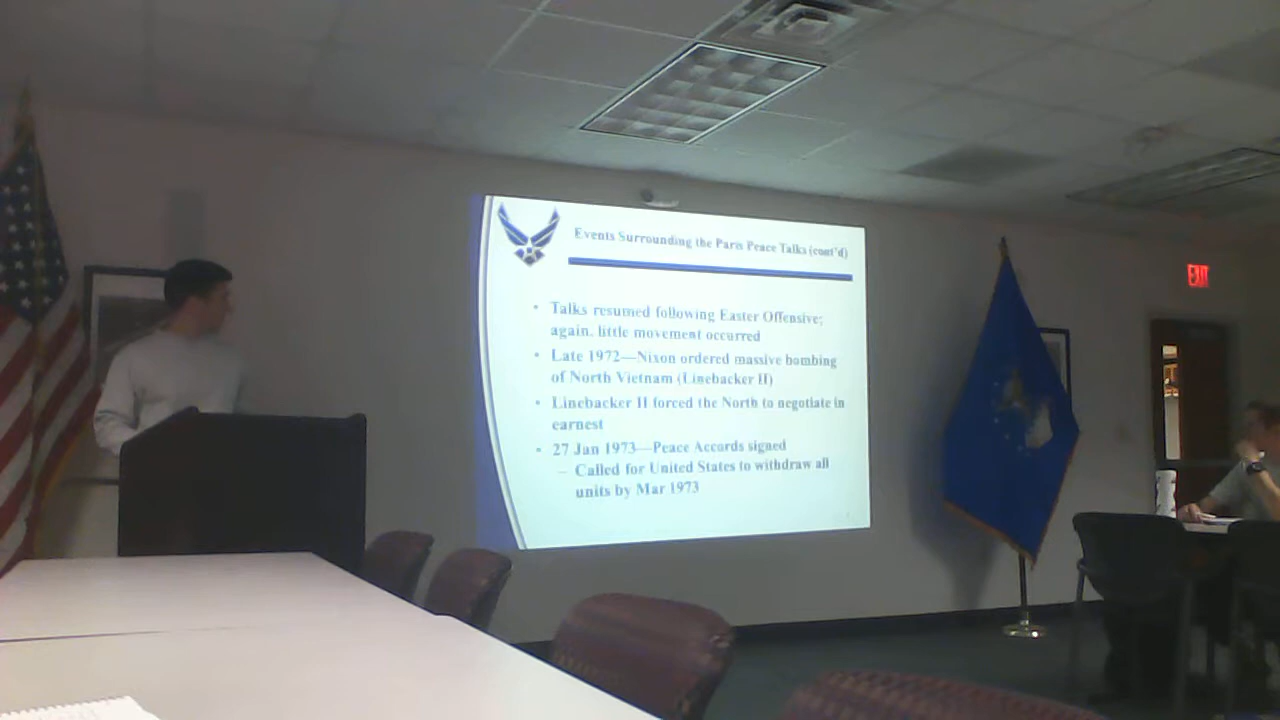 Events Surrounding the Paris Peace Talks (cont'd)
• Talks resumed following Easter Offensive;
again, little movement occurred
• Late 1972—Nixon ordered massive bombing
of North Vietnam (Linebacker II)
• Linebacker II forced the North to negotiate in
earnest
• 27 Jan 1973—Peace Accords signed
– Called for United States to withdraw all
units by Mar 1973
EXIT